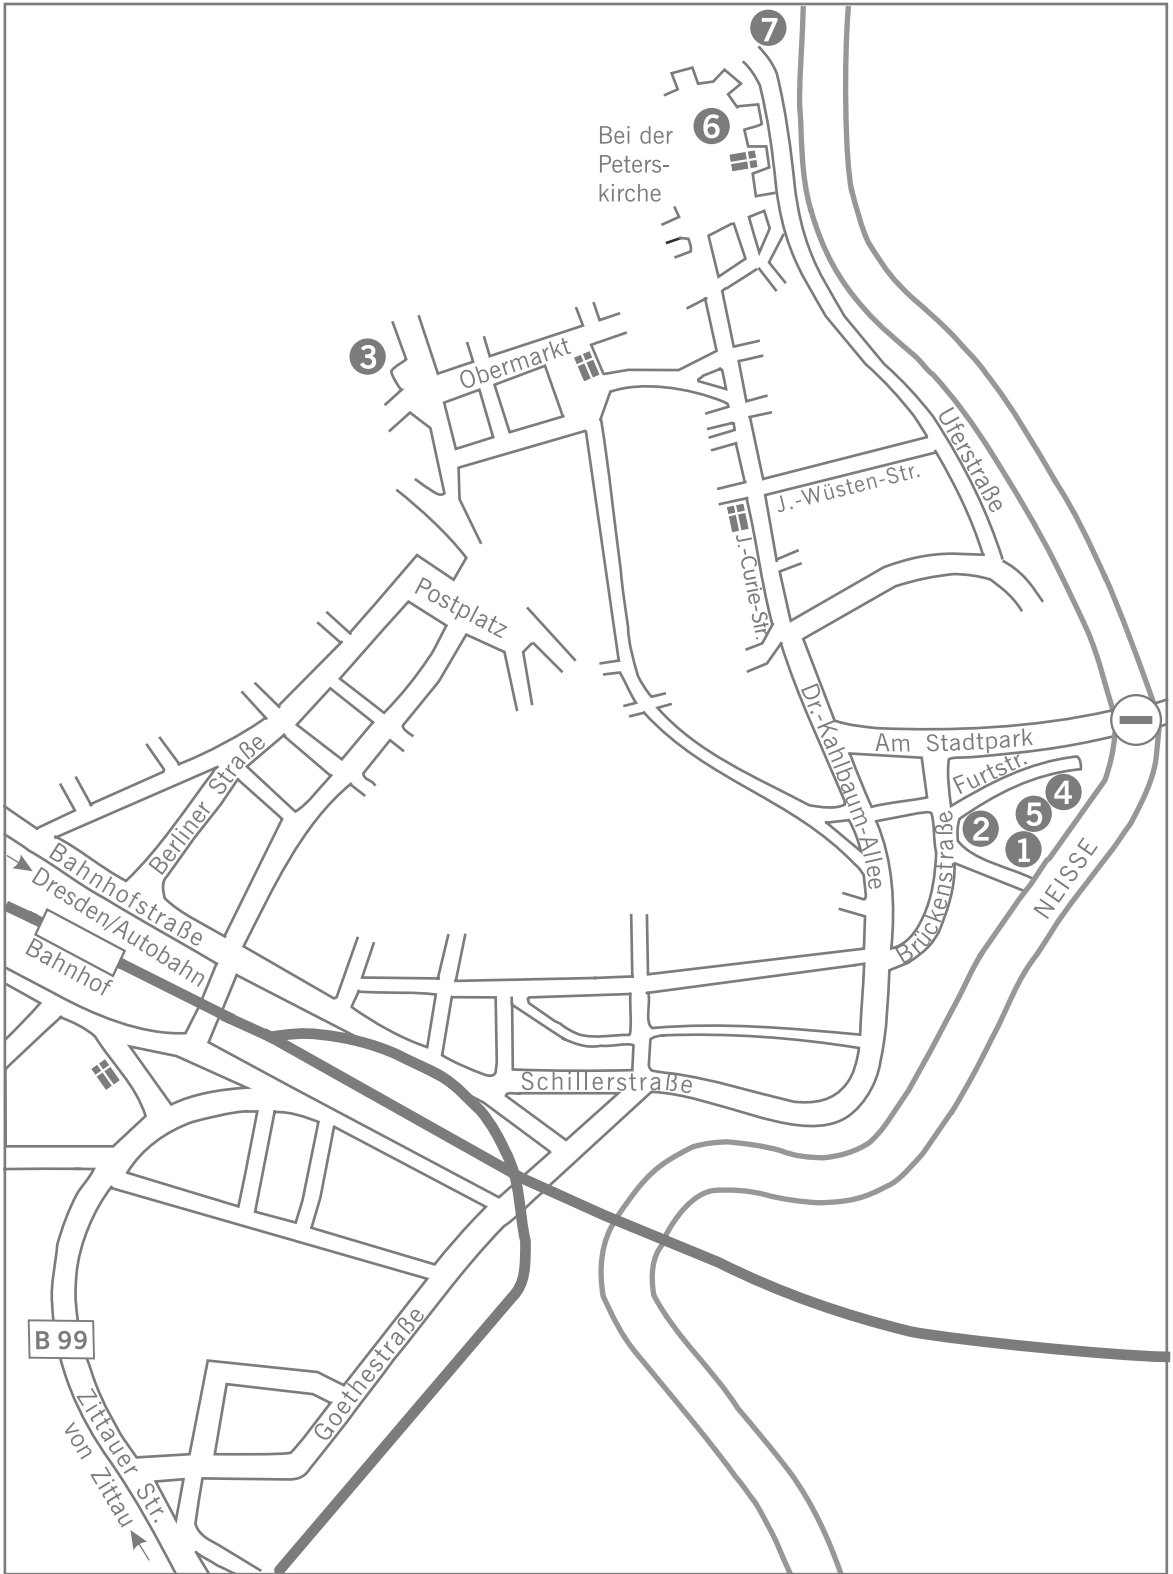 7
6
Bei der
Peters-
kirche
3
Obermarkt
Uferstraße
J.-Wüsten-Str.
J.-Curie-Str.
Postplatz
Dr.-Kahlbaum-Allee
Am Stadtpark
Furtstr.
4
5
2
1
Berliner Straße
Brückenstraße
NEISSE
Bahnhofstraße
Dresden/Autobahn
Bahnhof
Schillerstraße
B 99
Goethestraße
Zittauer Str.
von Zittau